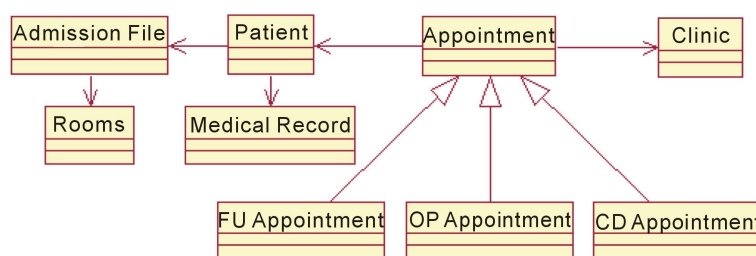 Admission File
Patient
Appointment
Clinic
Rooms
Medical Record
FU Appointment
OP Appointment
CD Appointment